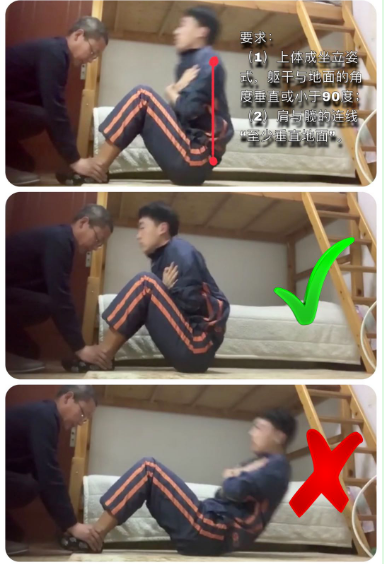 要求：
（1）上体成坐立姿
式。躯干与地面的角
度垂直或小于90度；
（2）肩与髋的连线
“至少垂直地面”。